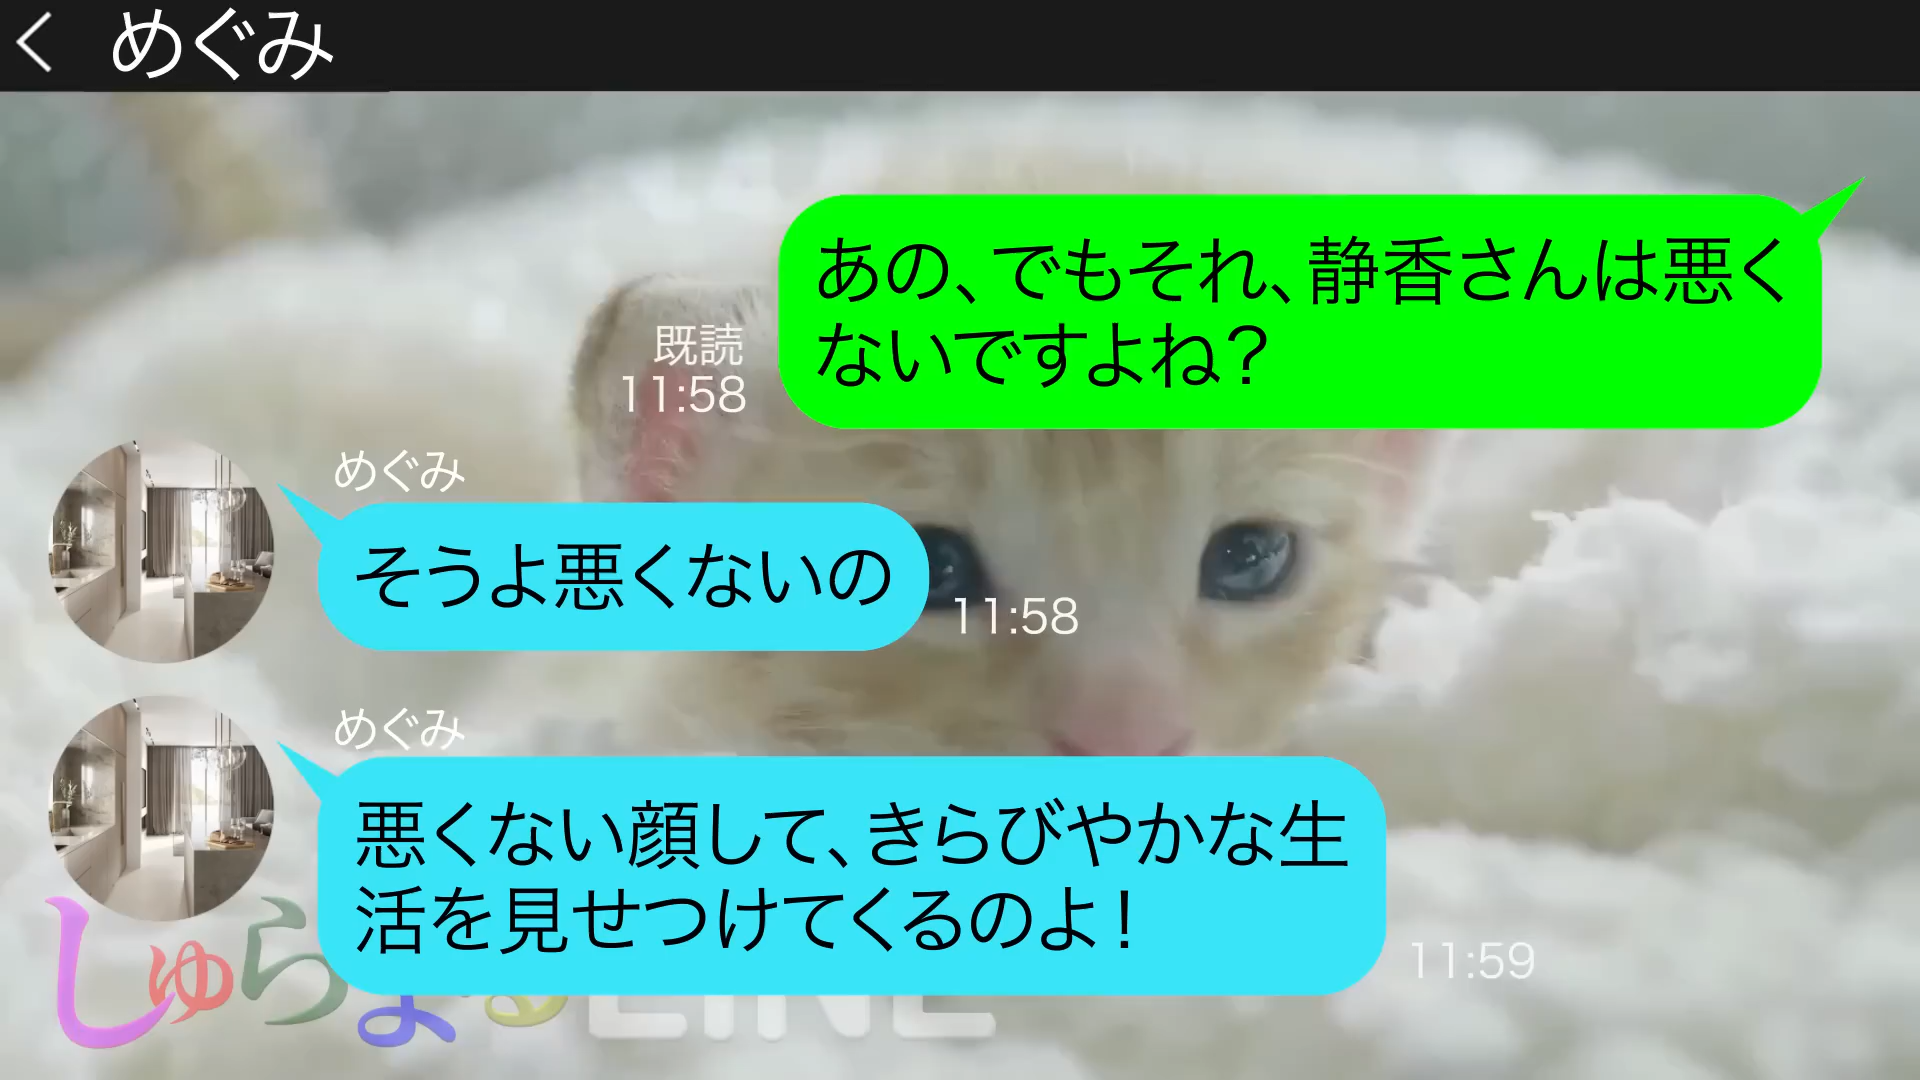 めぐみ
あの、でもそれ、静香さんは悪く
ないですよね？
既読
11:58
めぐみ
そうよ悪くないの
11:58
めぐみ
悪くない顔して、きらびやかな生
活を見せつけてくるのよ！
11:59
しゅら
LINE